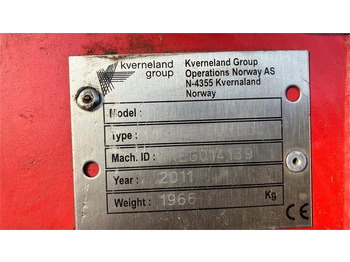 kverneland
group
Kverneland Group
Operations Norway AS
N-4355 Kvernaland
Norway
Model :
Type :
Mach. ID :
Year : 2011
Weight : 1966 Kg
CE